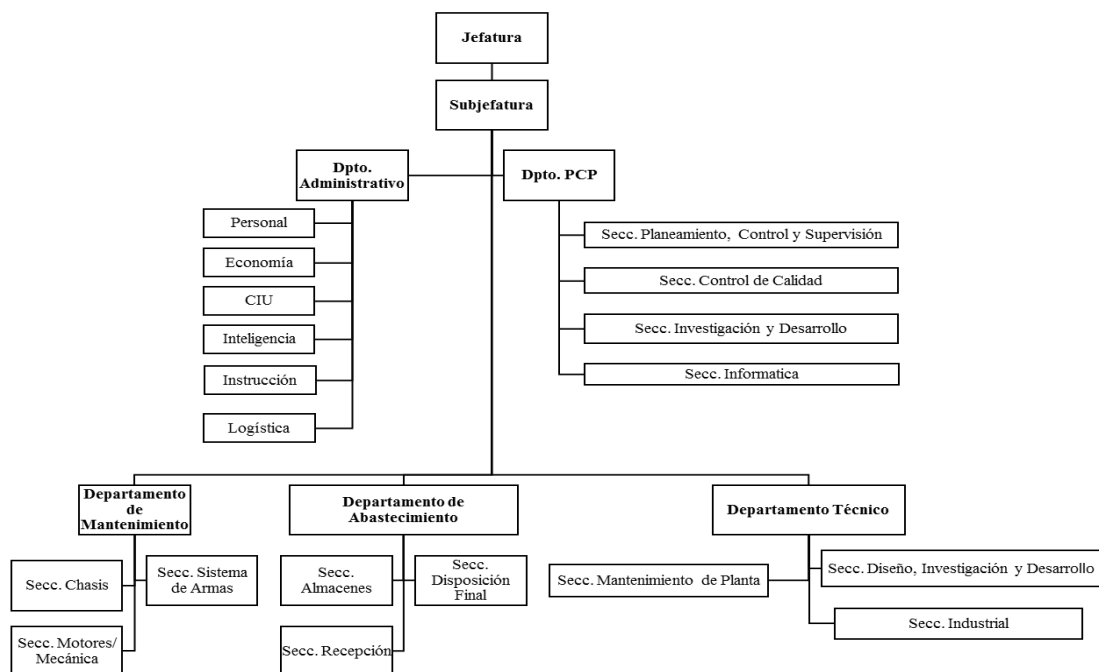 Jefatura
Subjefatura
Dpto.
Administrativo
Dpto. PCP
Personal
Economía
CIU
Inteligencia
Instrucción
Logística
Secc. Planeamiento, Control y Supervisión
Secc. Control de Calidad
Secc. Investigación y Desarrollo
Secc. Informatica
Departamento
de
Mantenimiento
Secc. Chasis
Secc. Sistema
de Armas
Secc. Motores/
Mecánica
Departamento de
Abastecimiento
Secc.
Almacenes
Secc.
Disposición
Final
Secc. Recepción
Departamento Técnico
Secc. Mantenimiento de Planta
Secc. Diseño, Investigación y Desarrollo
Secc. Industrial